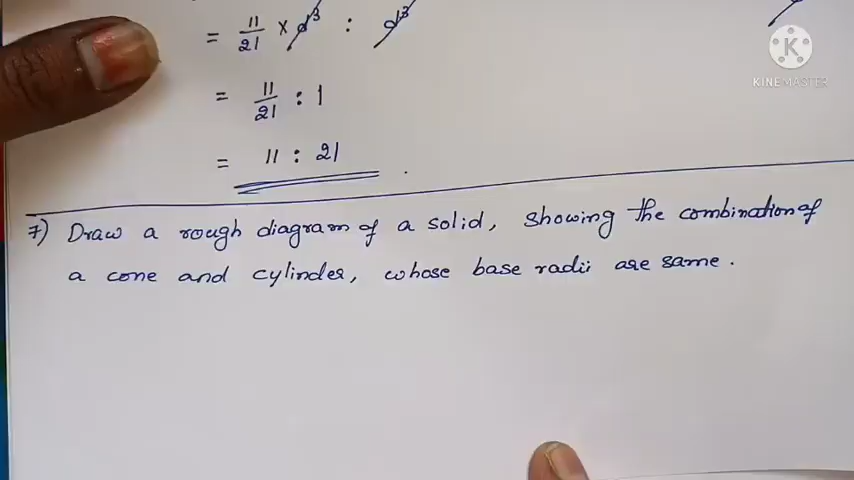 = 11/21 × d³ : d³
= 11/21 : 1
= 11 : 21
7) Draw a rough diagram of a solid, showing the combination of
a cone and cylinder, whose base radii are same.
K
KINEMASTER